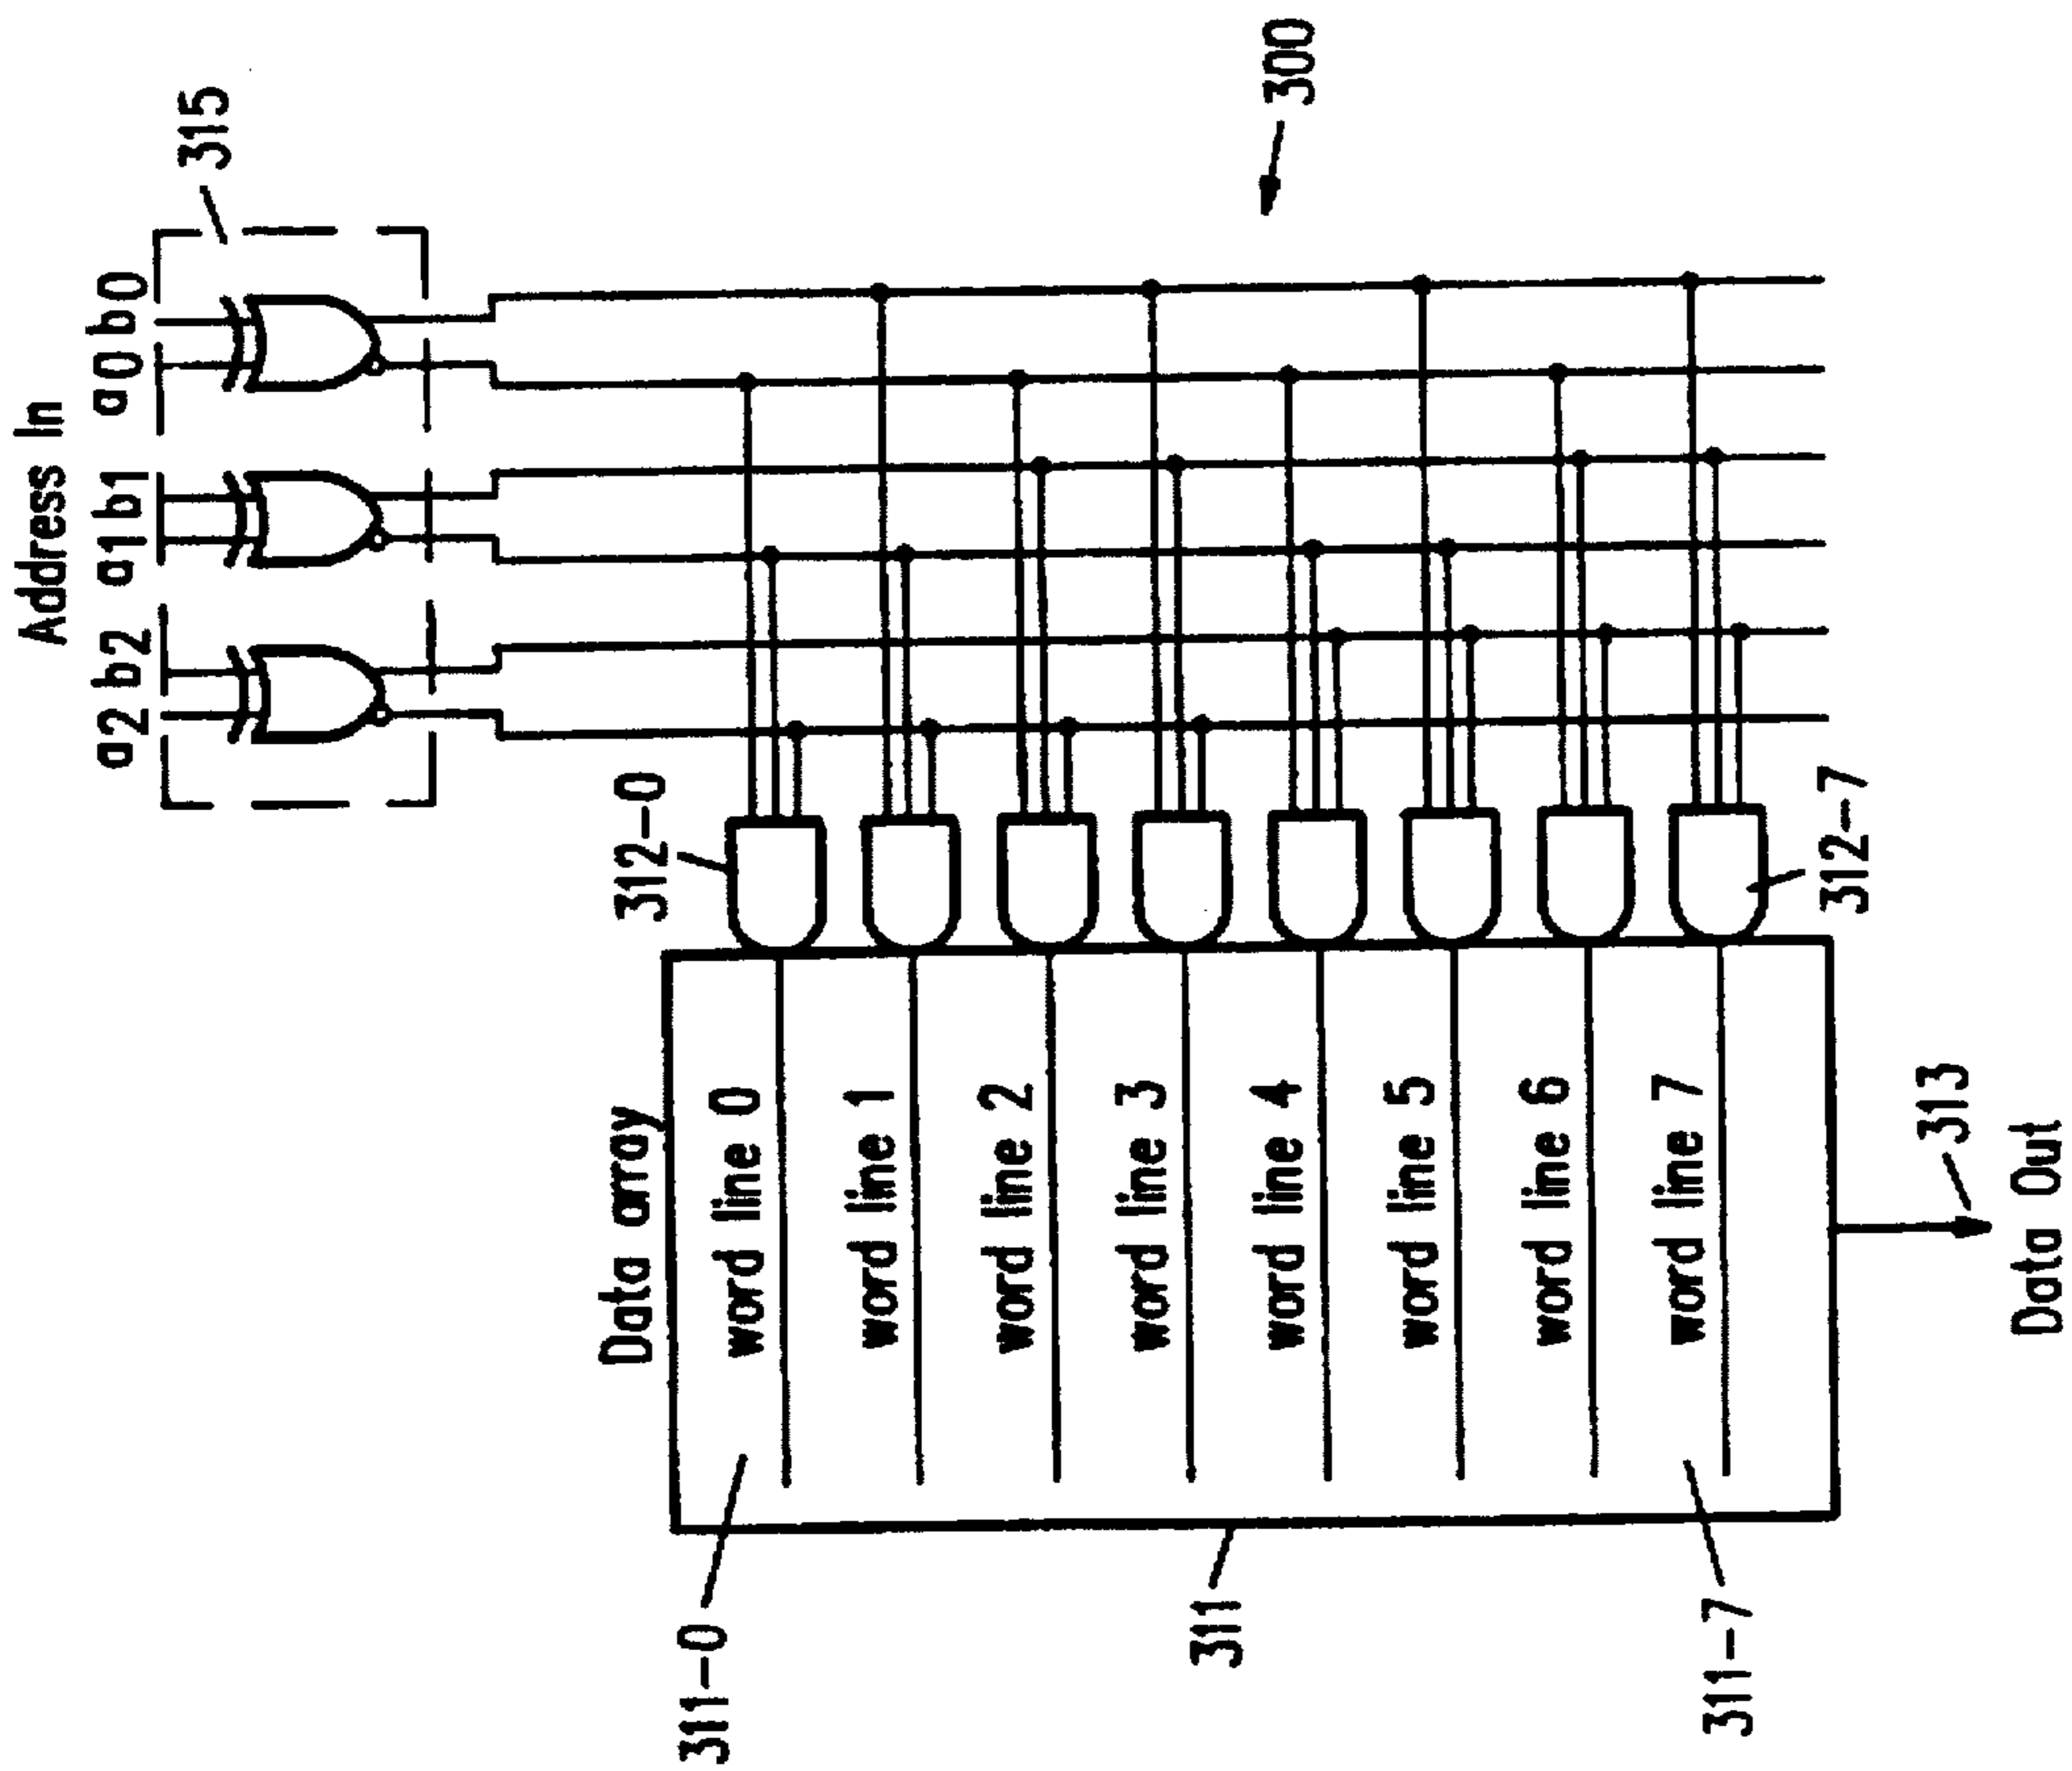 Address In
a2 b2 a1 b1 a0 b0
315
300
312-0
312-7
Data array
word line 0
word line 1
word line 2
word line 3
word line 4
word line 5
word line 6
word line 7
311-0
311
311-7
313
Data Out